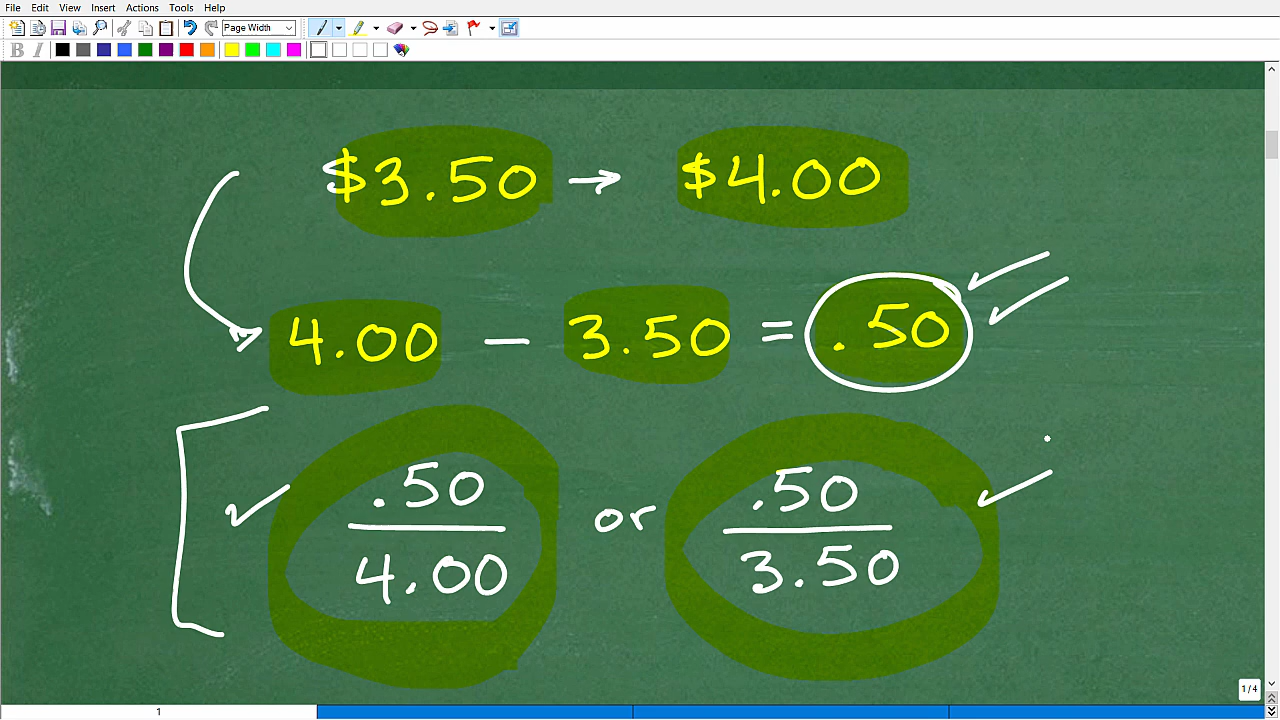 File Edit View Insert Actions Tools Help
Page Width
B I
$3.50 → $4.00
4.00 — 3.50 = .50
.50 or .50
4.00 3.50
1/4
1